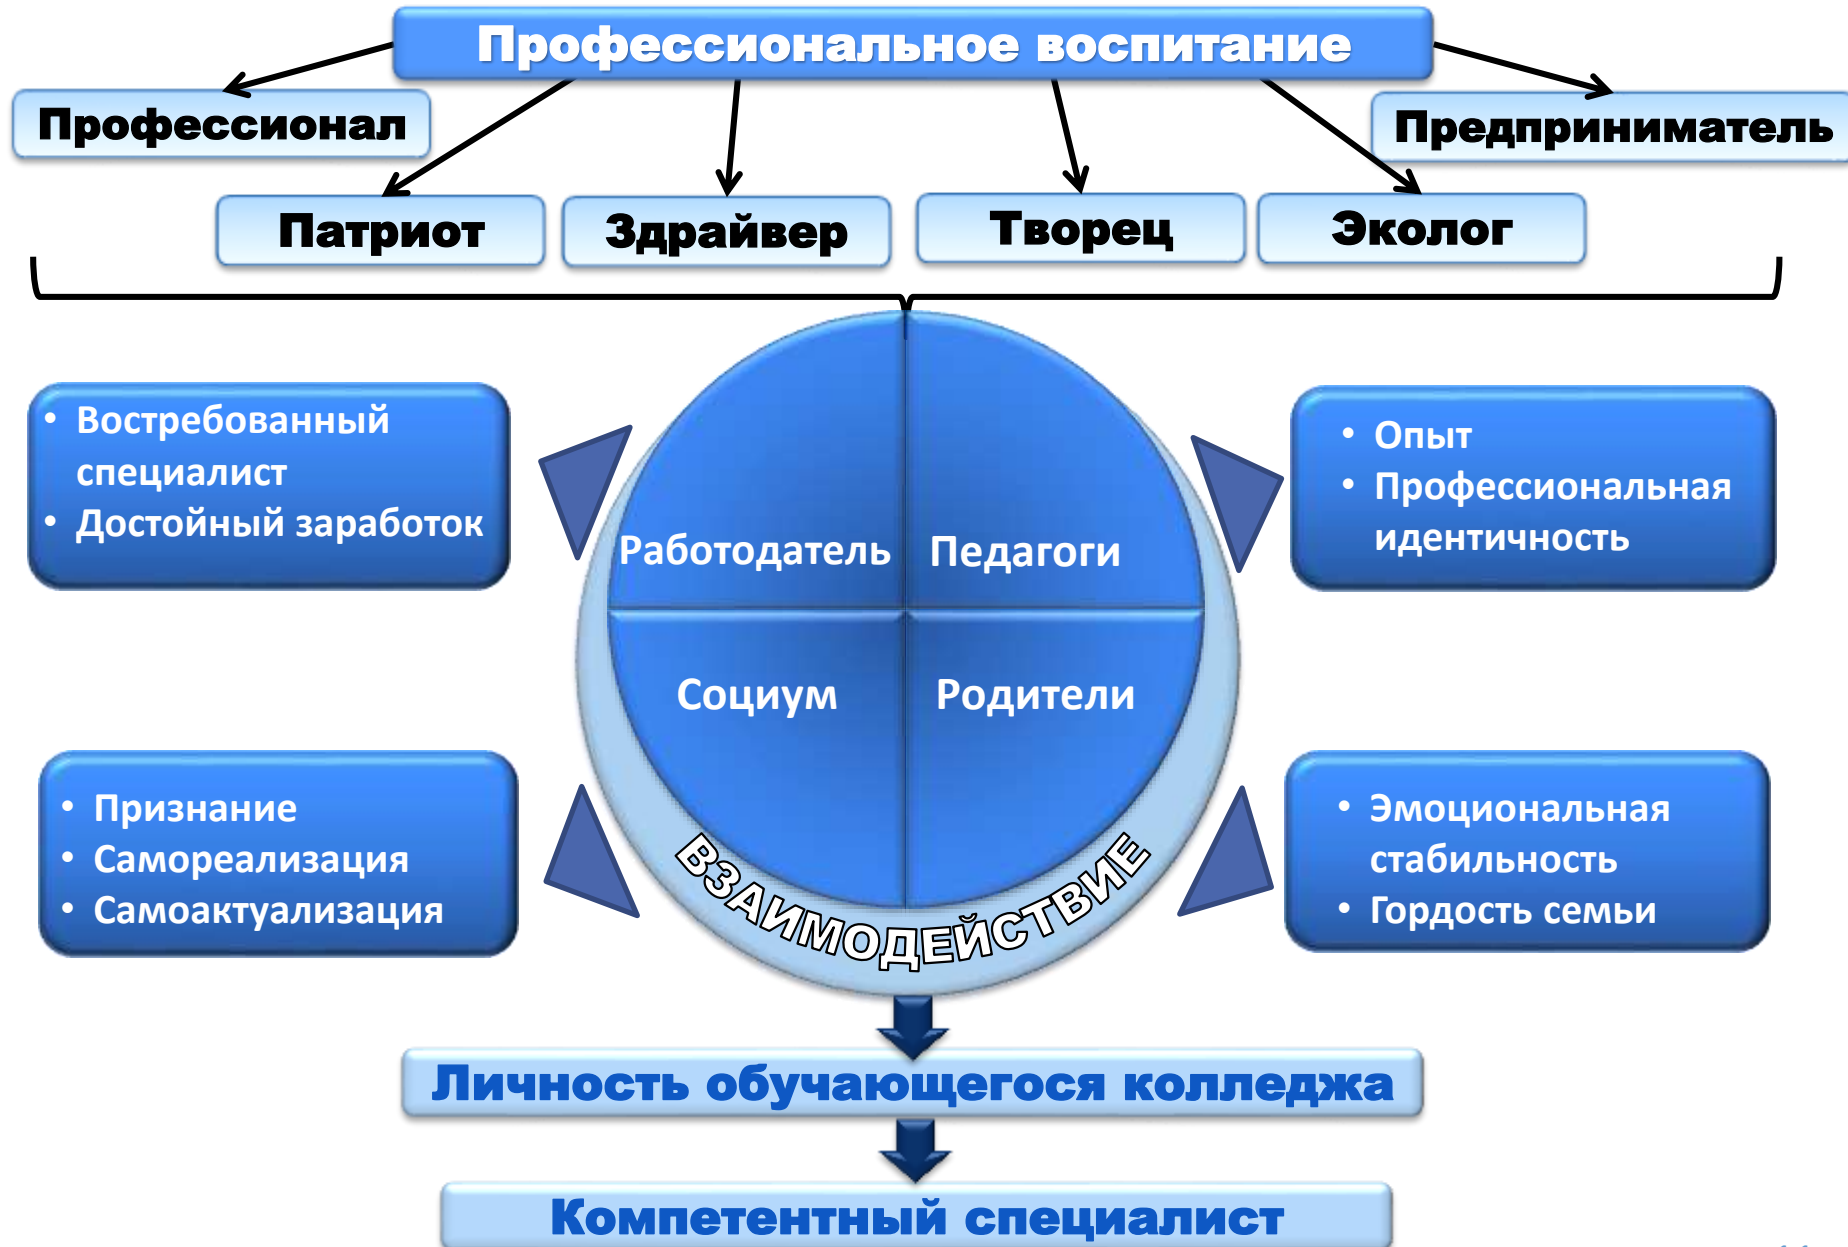 Профессиональное воспитание
Профессионал
Предприниматель
Патриот
Здрайвер
Творец
Эколог
• Востребованный
специалист
• Достойный заработок
• Опыт
• Профессиональная
идентичность
Работодатель
Педагоги
Социум
Родители
• Признание
• Самореализация
• Самоактуализация
• Эмоциональная
стабильность
• Гордость семьи
ВЗАИМОДЕЙСТВИЕ
Личность обучающегося колледжа
Компетентный специалист